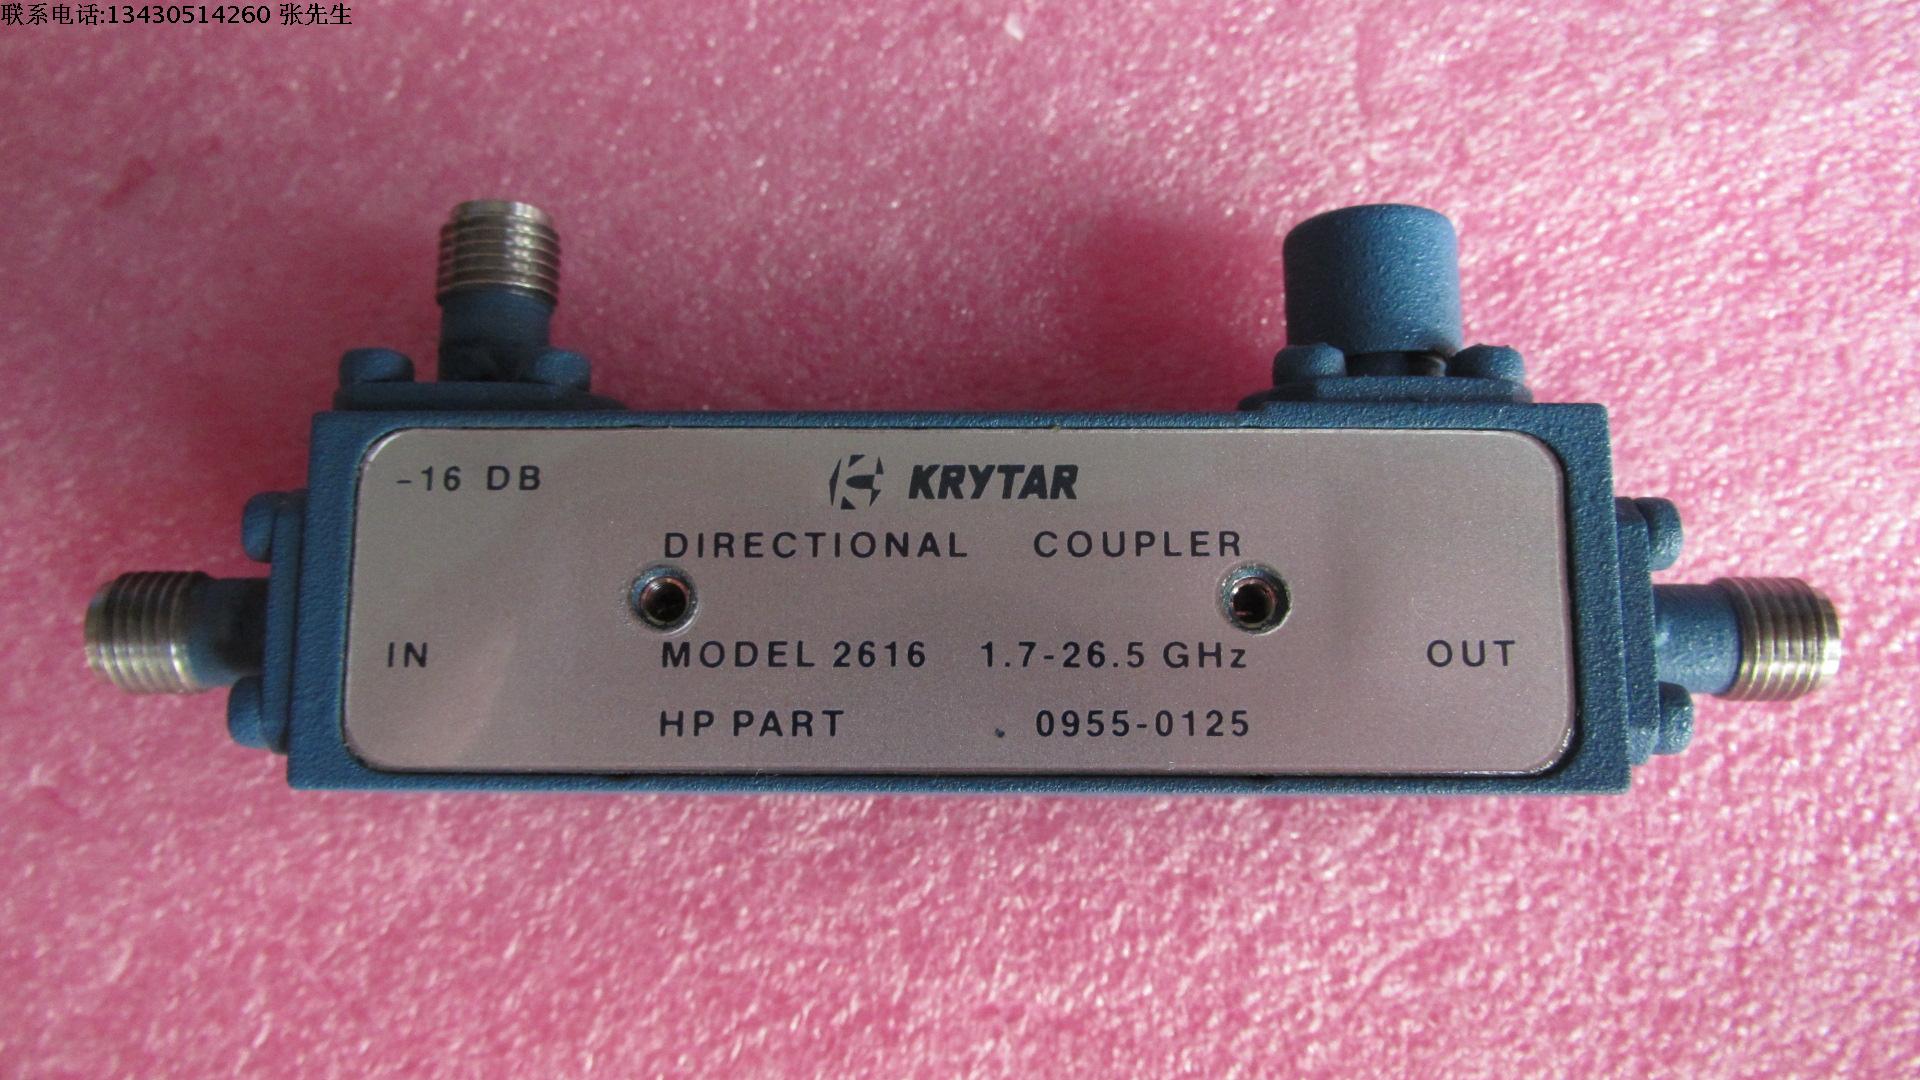 联系电话:13430514260 张先生
-16 DB
KRYTAR
DIRECTIONAL COUPLER
IN
MODEL 2616 1.7-26.5 GHz
OUT
HP PART . 0955-0125